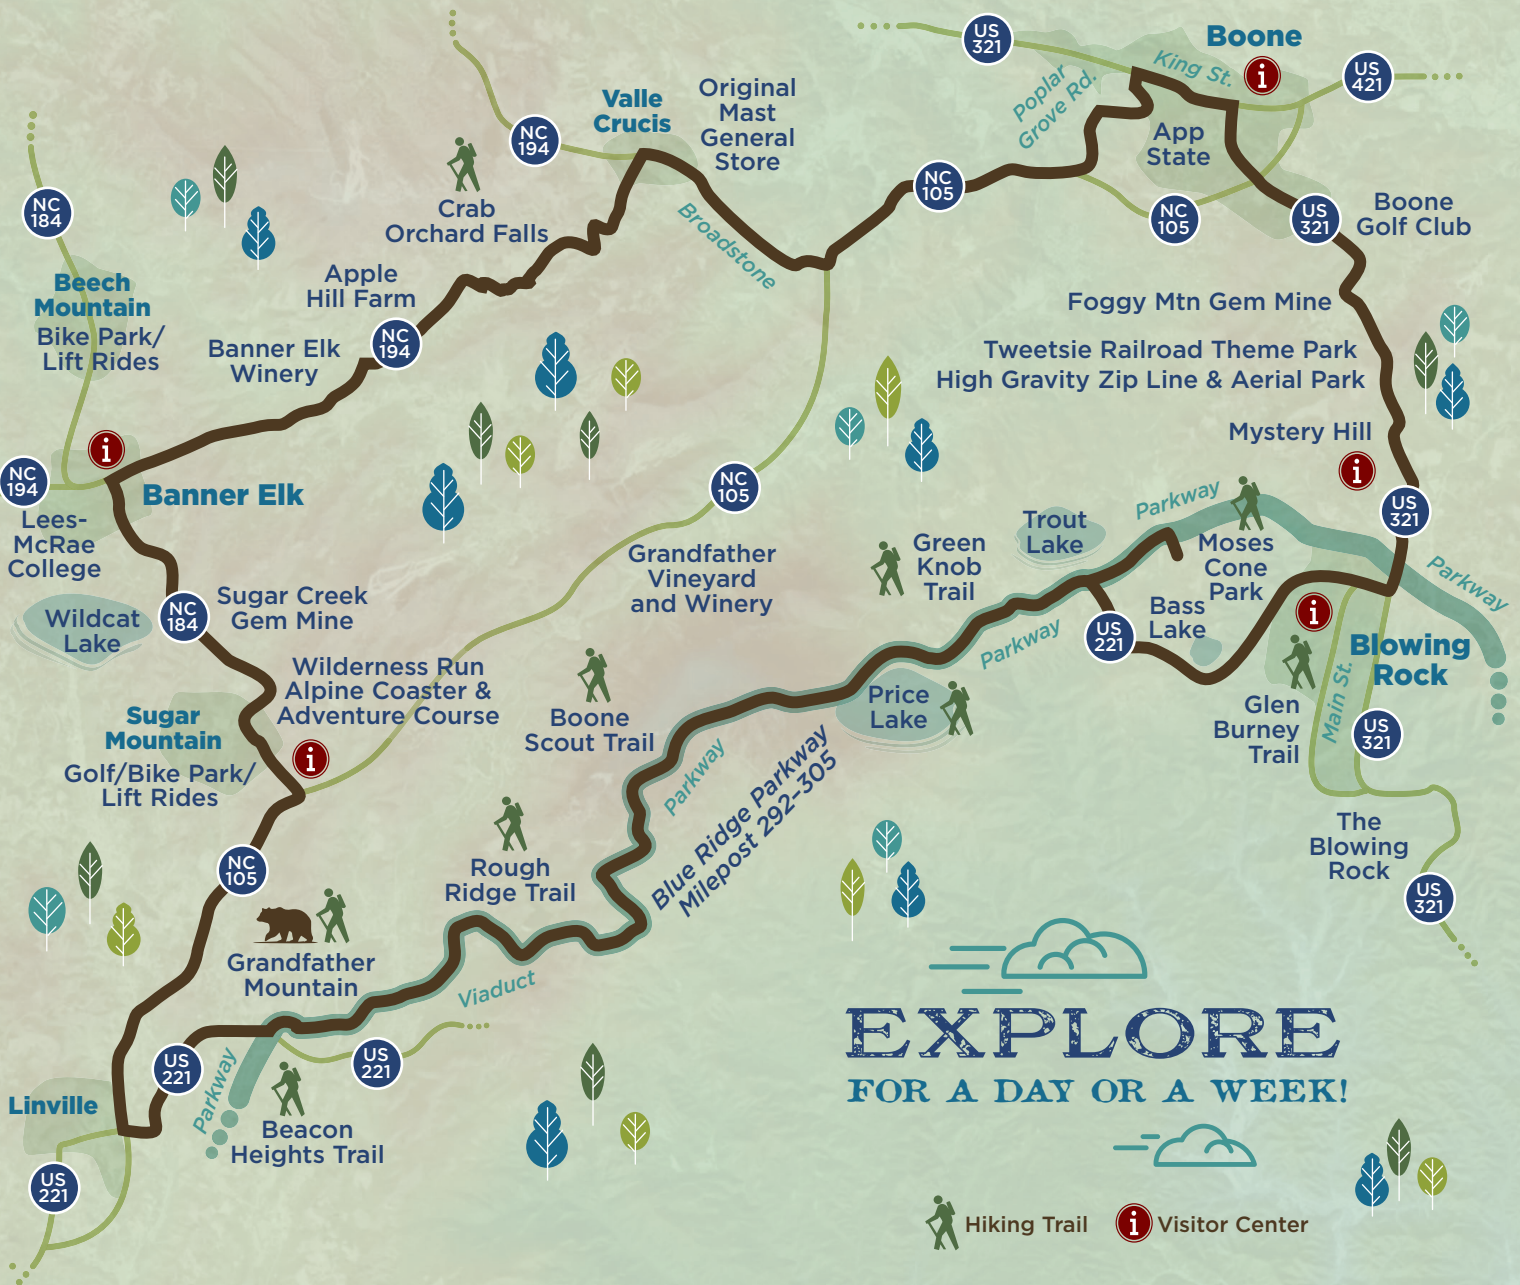 US
321
Boone
King St.
US
421
Poplar
Grove Rd.
App
State
Valle
Crucis
Original
Mast
General
Store
NC
194
NC
184
Crab
Orchard Falls
Broadstone
NC
105
NC
105
US
321
Boone
Golf Club
Beech
Mountain
Bike Park/
Lift Rides
Apple
Hill Farm
NC
194
Banner Elk
Winery
Foggy Mtn Gem Mine
Tweetsie Railroad Theme Park
High Gravity Zip Line & Aerial Park
Mystery Hill
NC
194
Banner Elk
Lees-
McRae
College
NC
105
US
321
Parkway
Trout
Lake
Green
Knob
Trail
Moses
Cone
Park
Parkway
Grandfather
Vineyard
and Winery
Wildcat
Lake
NC
184
Sugar Creek
Gem Mine
Bass
Lake
US
221
Parkway
Blowing
Rock
Wilderness Run
Alpine Coaster &
Adventure Course
Sugar
Mountain
Golf/Bike Park/
Lift Rides
Boone
Scout Trail
Price
Lake
Glen
Burney
Trail
Main St.
US
321
Parkway
Blue Ridge Parkway
Milepost 292-305
The
Blowing
Rock
US
321
NC
105
Rough
Ridge Trail
Grandfather
Mountain
Viaduct
US
221
US
221
Parkway
Linville
Beacon
Heights Trail
US
221
EXPLORE
FOR A DAY OR A WEEK!
Hiking Trail
Visitor Center